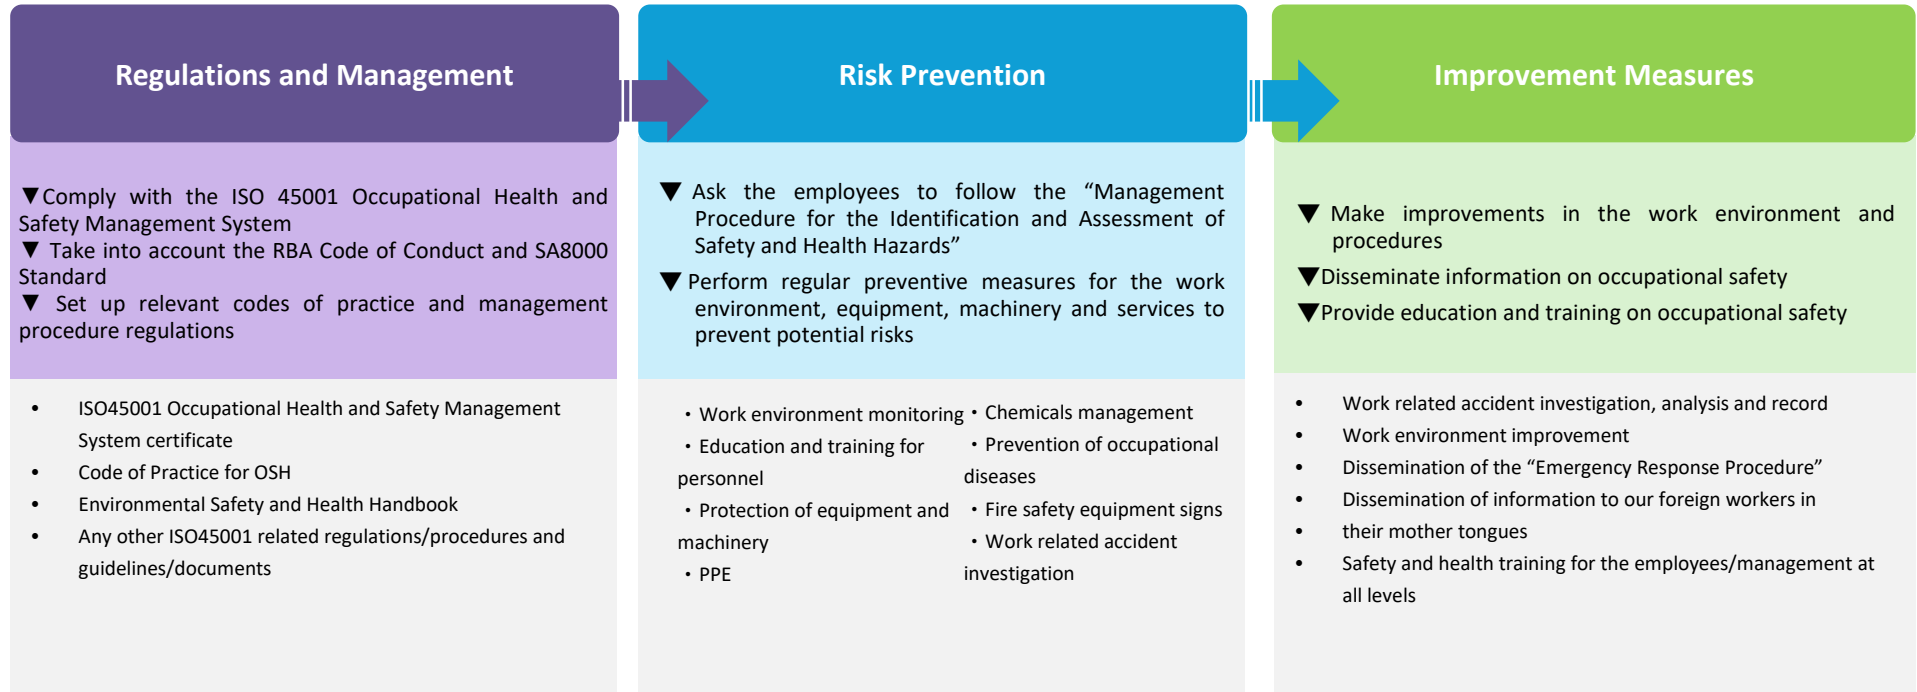 Regulations and Management
▼Comply with the ISO 45001 Occupational Health and
Safety Management System
▼ Take into account the RBA Code of Conduct and SA8000
Standard
▼ Set up relevant codes of practice and management
procedure regulations
• ISO45001 Occupational Health and Safety Management
System certificate
• Code of Practice for OSH
• Environmental Safety and Health Handbook
• Any other ISO45001 related regulations/procedures and
guidelines/documents
Risk Prevention
▼ Ask the employees to follow the “Management
Procedure for the Identification and Assessment of
Safety and Health Hazards”
▼ Perform regular preventive measures for the work
environment, equipment, machinery and services to
prevent potential risks
・Work environment monitoring
・Education and training for
personnel
・Protection of equipment and
machinery
・PPE
・Chemicals management
・Prevention of occupational
diseases
・Fire safety equipment signs
・Work related accident
investigation
Improvement Measures
▼ Make improvements in the work environment and
procedures
▼Disseminate information on occupational safety
▼Provide education and training on occupational safety
• Work related accident investigation, analysis and record
• Work environment improvement
• Dissemination of the “Emergency Response Procedure”
• Dissemination of information to our foreign workers in
• their mother tongues
• Safety and health training for the employees/management at
all levels